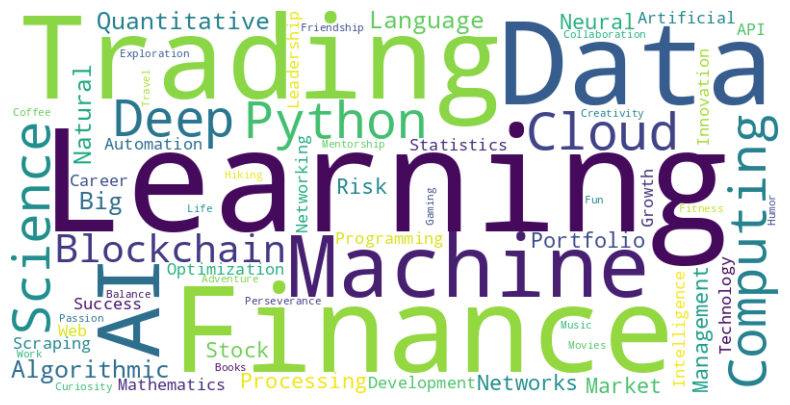 Trading
Data
Quantitative
Leadership
Friendship
Language
Neural
Artificial
Collaboration
API
Exploration
Travel
Innovation
Coffee
Natural
Deep
Python
Cloud
Creativity
Automation
Mentorship
Statistics
Science
Learning
Computing
Networking
Career
Big
Hiking
Life
Risk
Gaming
Fun
Growth
Fitness
Humor
Blockchain
Programming
Portfolio
Machine
AI
Optimization
Adventure
Finance
Balance
Success
Perseverance
Passion
Web
Scraping
Work
Stock
Music
Movies
Intelligence
Management
Technology
Algorithmic
Books
Curiosity
Mathematics
Processing
Development
Networks
Market